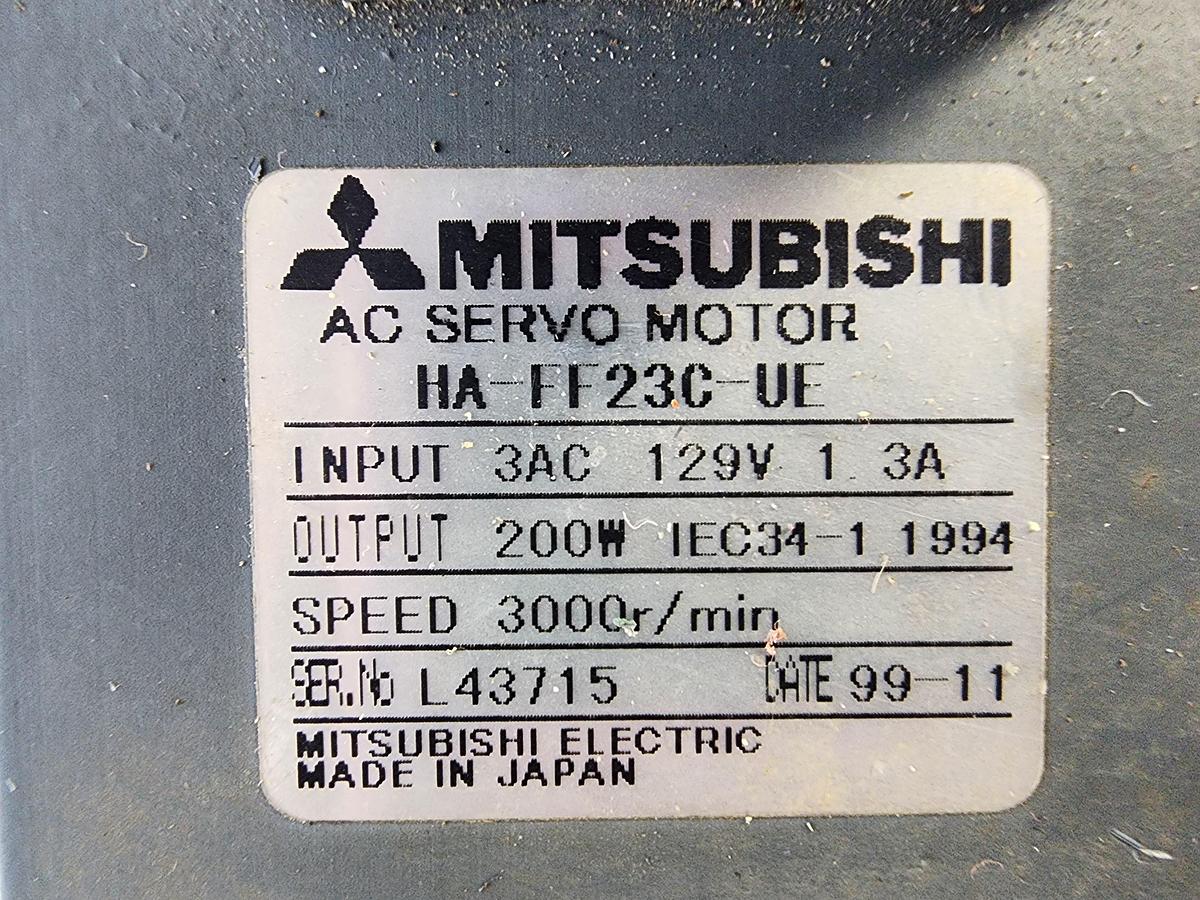 MITSUBISHI
AC SERVO MOTOR
HA-FF23C-UE
INPUT 3AC 129V 1.3A
OUTPUT 200W IEC34-1 1994
SPEED 3000r/min
SER.No L43715 DATE 99-11
MITSUBISHI ELECTRIC
MADE IN JAPAN